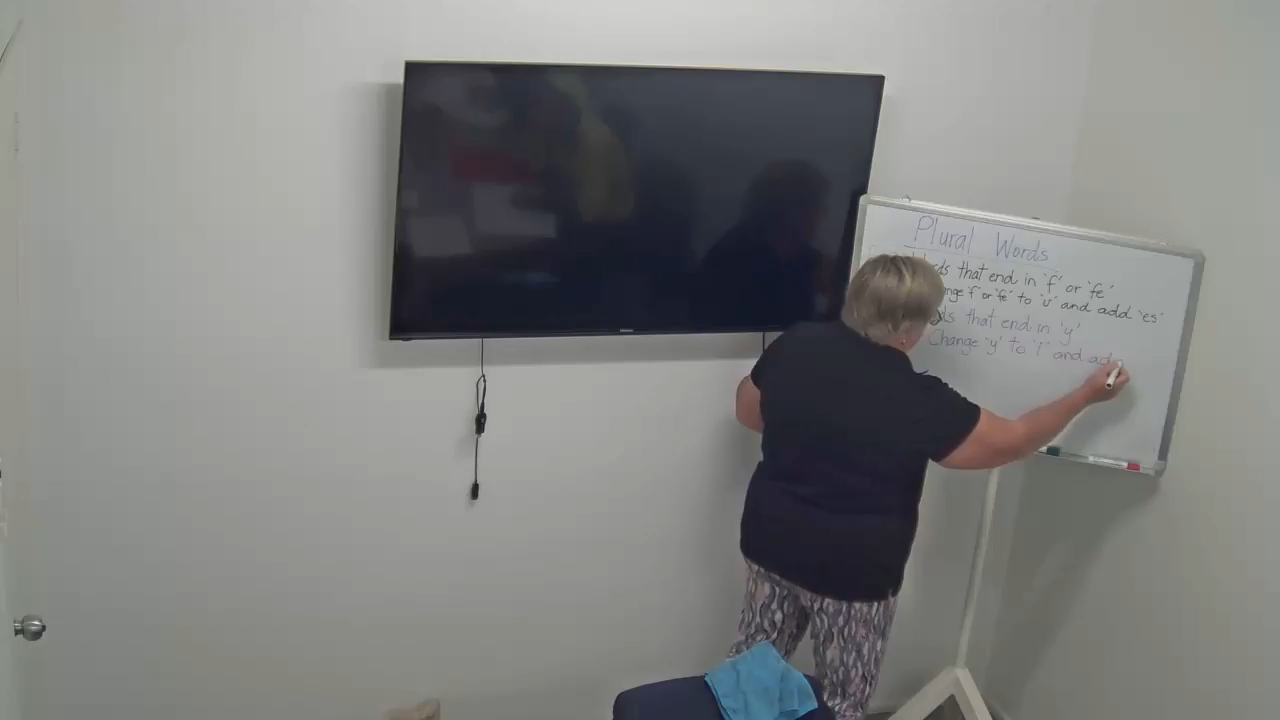 Plural Words
that end in 'f' or 'fe'
'f' or 'fe' to 'v' and add 'es'
that end in 'y'
Change 'y' to 'i' and ad